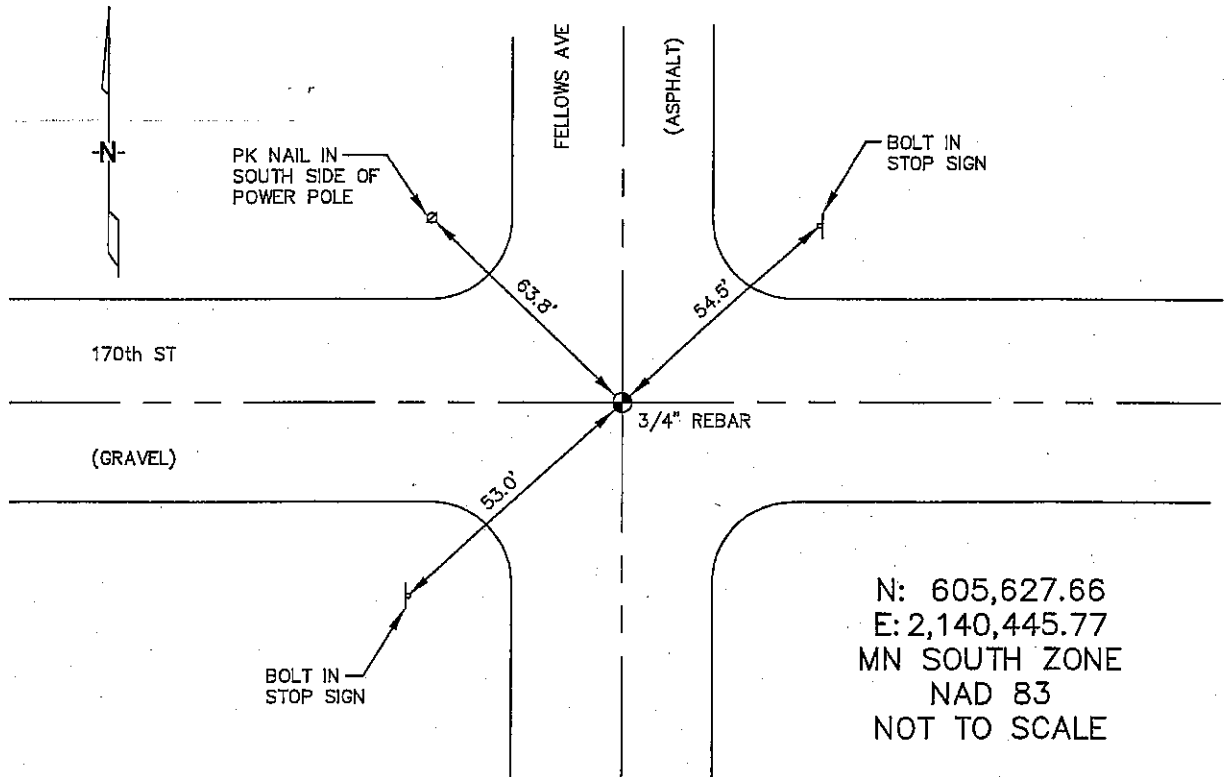 FELLOWS AVE
(ASPHALT)
N
PK NAIL IN
SOUTH SIDE OF
POWER POLE
BOLT IN
STOP SIGN
63.8'
54.5'
170th ST
3/4" REBAR
(GRAVEL)
53.0'
BOLT IN
STOP SIGN
N: 605,627.66
E: 2,140,445.77
MN SOUTH ZONE
NAD 83
NOT TO SCALE